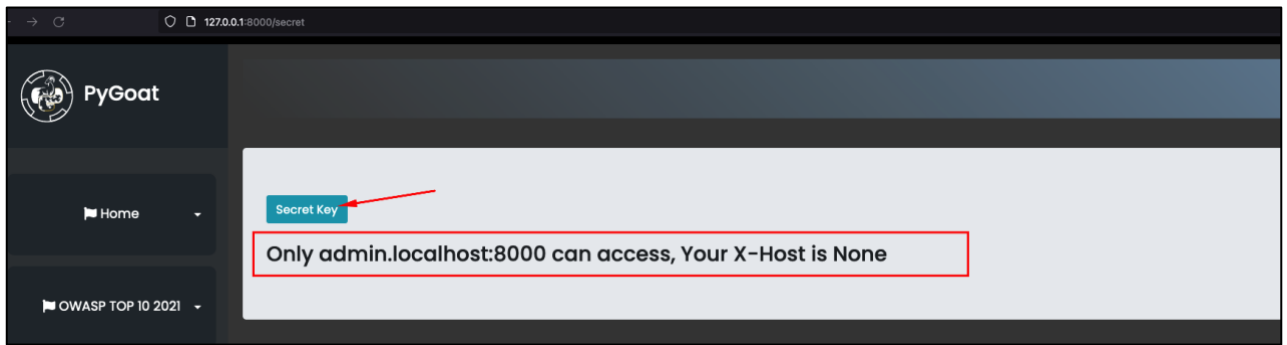 127.0.0.1:8000/secret
PyGoat
Secret Key
Home
Only admin.localhost:8000 can access, Your X-Host is None
OWASP TOP 10 2021